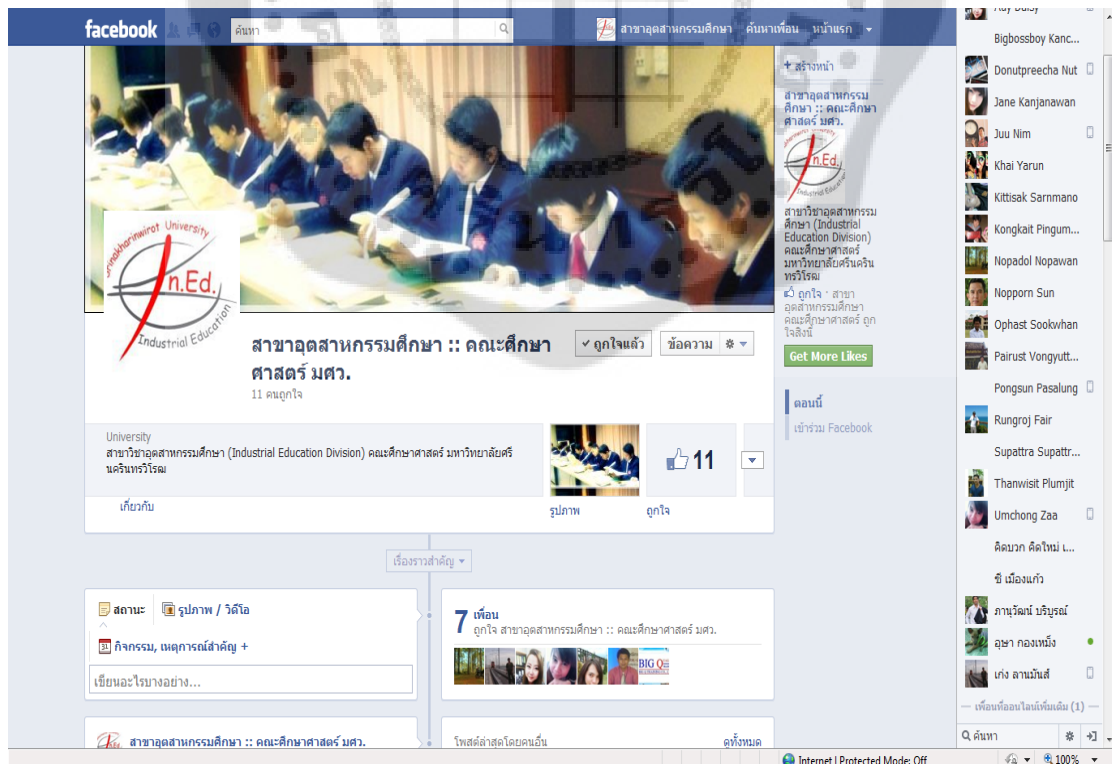 facebook
ค้นหา
สาขาอุตสาหกรรมศึกษา ค้นหาเพื่อน หน้าแรก
Srinakharinwirot University
In.Ed.
Industrial Education
สาขาอุตสาหกรรมศึกษา :: คณะศึกษา
ศาสตร์ มศว.
11 คนถูกใจ
ถูกใจแล้ว
ข้อความ
University
สาขาวิชาอุตสาหกรรมศึกษา (Industrial Education Division) คณะศึกษาศาสตร์ มหาวิทยาลัยศรี
นครินทรวิโรฒ
เกี่ยวกับ
รูปภาพ
11
ถูกใจ
เรื่องราวสำคัญ
สถานะ
รูปภาพ / วิดีโอ
31 กิจกรรม, เหตุการณ์สำคัญ +
เขียนอะไรบางอย่าง...
7 เพื่อน
ถูกใจ สาขาอุตสาหกรรมศึกษา :: คณะศึกษาศาสตร์ มศว.
BIG Q
สาขาอุตสาหกรรมศึกษา :: คณะศึกษาศาสตร์ มศว.
โพสต์ล่าสุดโดยคนอื่น
ดูทั้งหมด
+ สร้างหน้า
สาขาอุตสาหกรรม
ศึกษา :: คณะศึกษา
ศาสตร์ มศว.
In.Ed.
Industrial Education
สาขาวิชาอุตสาหกรรม
ศึกษา (Industrial
Education Division)
คณะศึกษาศาสตร์
มหาวิทยาลัยศรีนคริน
ทรวิโรฒ
ถูกใจ · สาขา
อุตสาหกรรมศึกษา
คณะศึกษาศาสตร์ ถูก
ใจสิ่งนี้
Get More Likes
ตอนนี้
เข้าร่วม Facebook
Bigbossboy Kanc...
Donutpreecha Nut
Jane Kanjanawan
Juu Nim
Khai Yarun
Kittisak Sarnmano
Kongkait Pingum...
Nopadol Nopawan
Nopporn Sun
Ophast Sookwhan
Pairust Vongyutt...
Pongsun Pasalung
Rungroj Fair
Supattra Supattr...
Thanwisit Plumjit
Umchong Zaa
คิดบวก คิดใหม่ เ...
ซี เมืองแก้ว
ภานุวัฒน์ บริบูรณ์
อุษา กองเหม็ง
เก่ง ลานมันส์
เพื่อนที่ออนไลน์เพิ่มเติม (1)
ค้นหา
Internet | Protected Mode: Off
100%